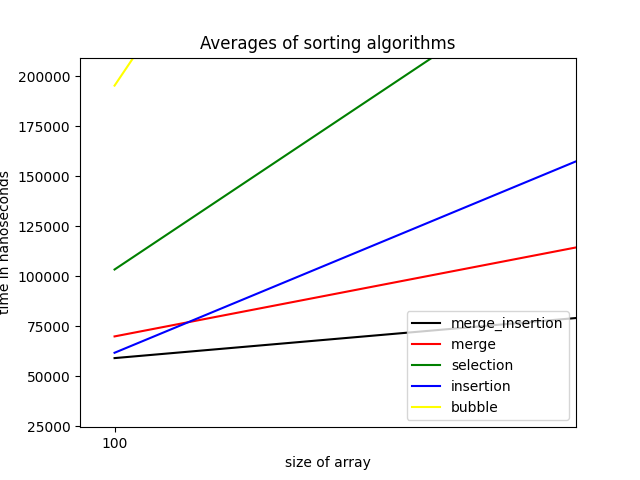 Averages of sorting algorithms
200000
175000
150000
125000
100000
75000
50000
25000
time in nanoseconds
100
size of array
merge_insertion
merge
selection
insertion
bubble